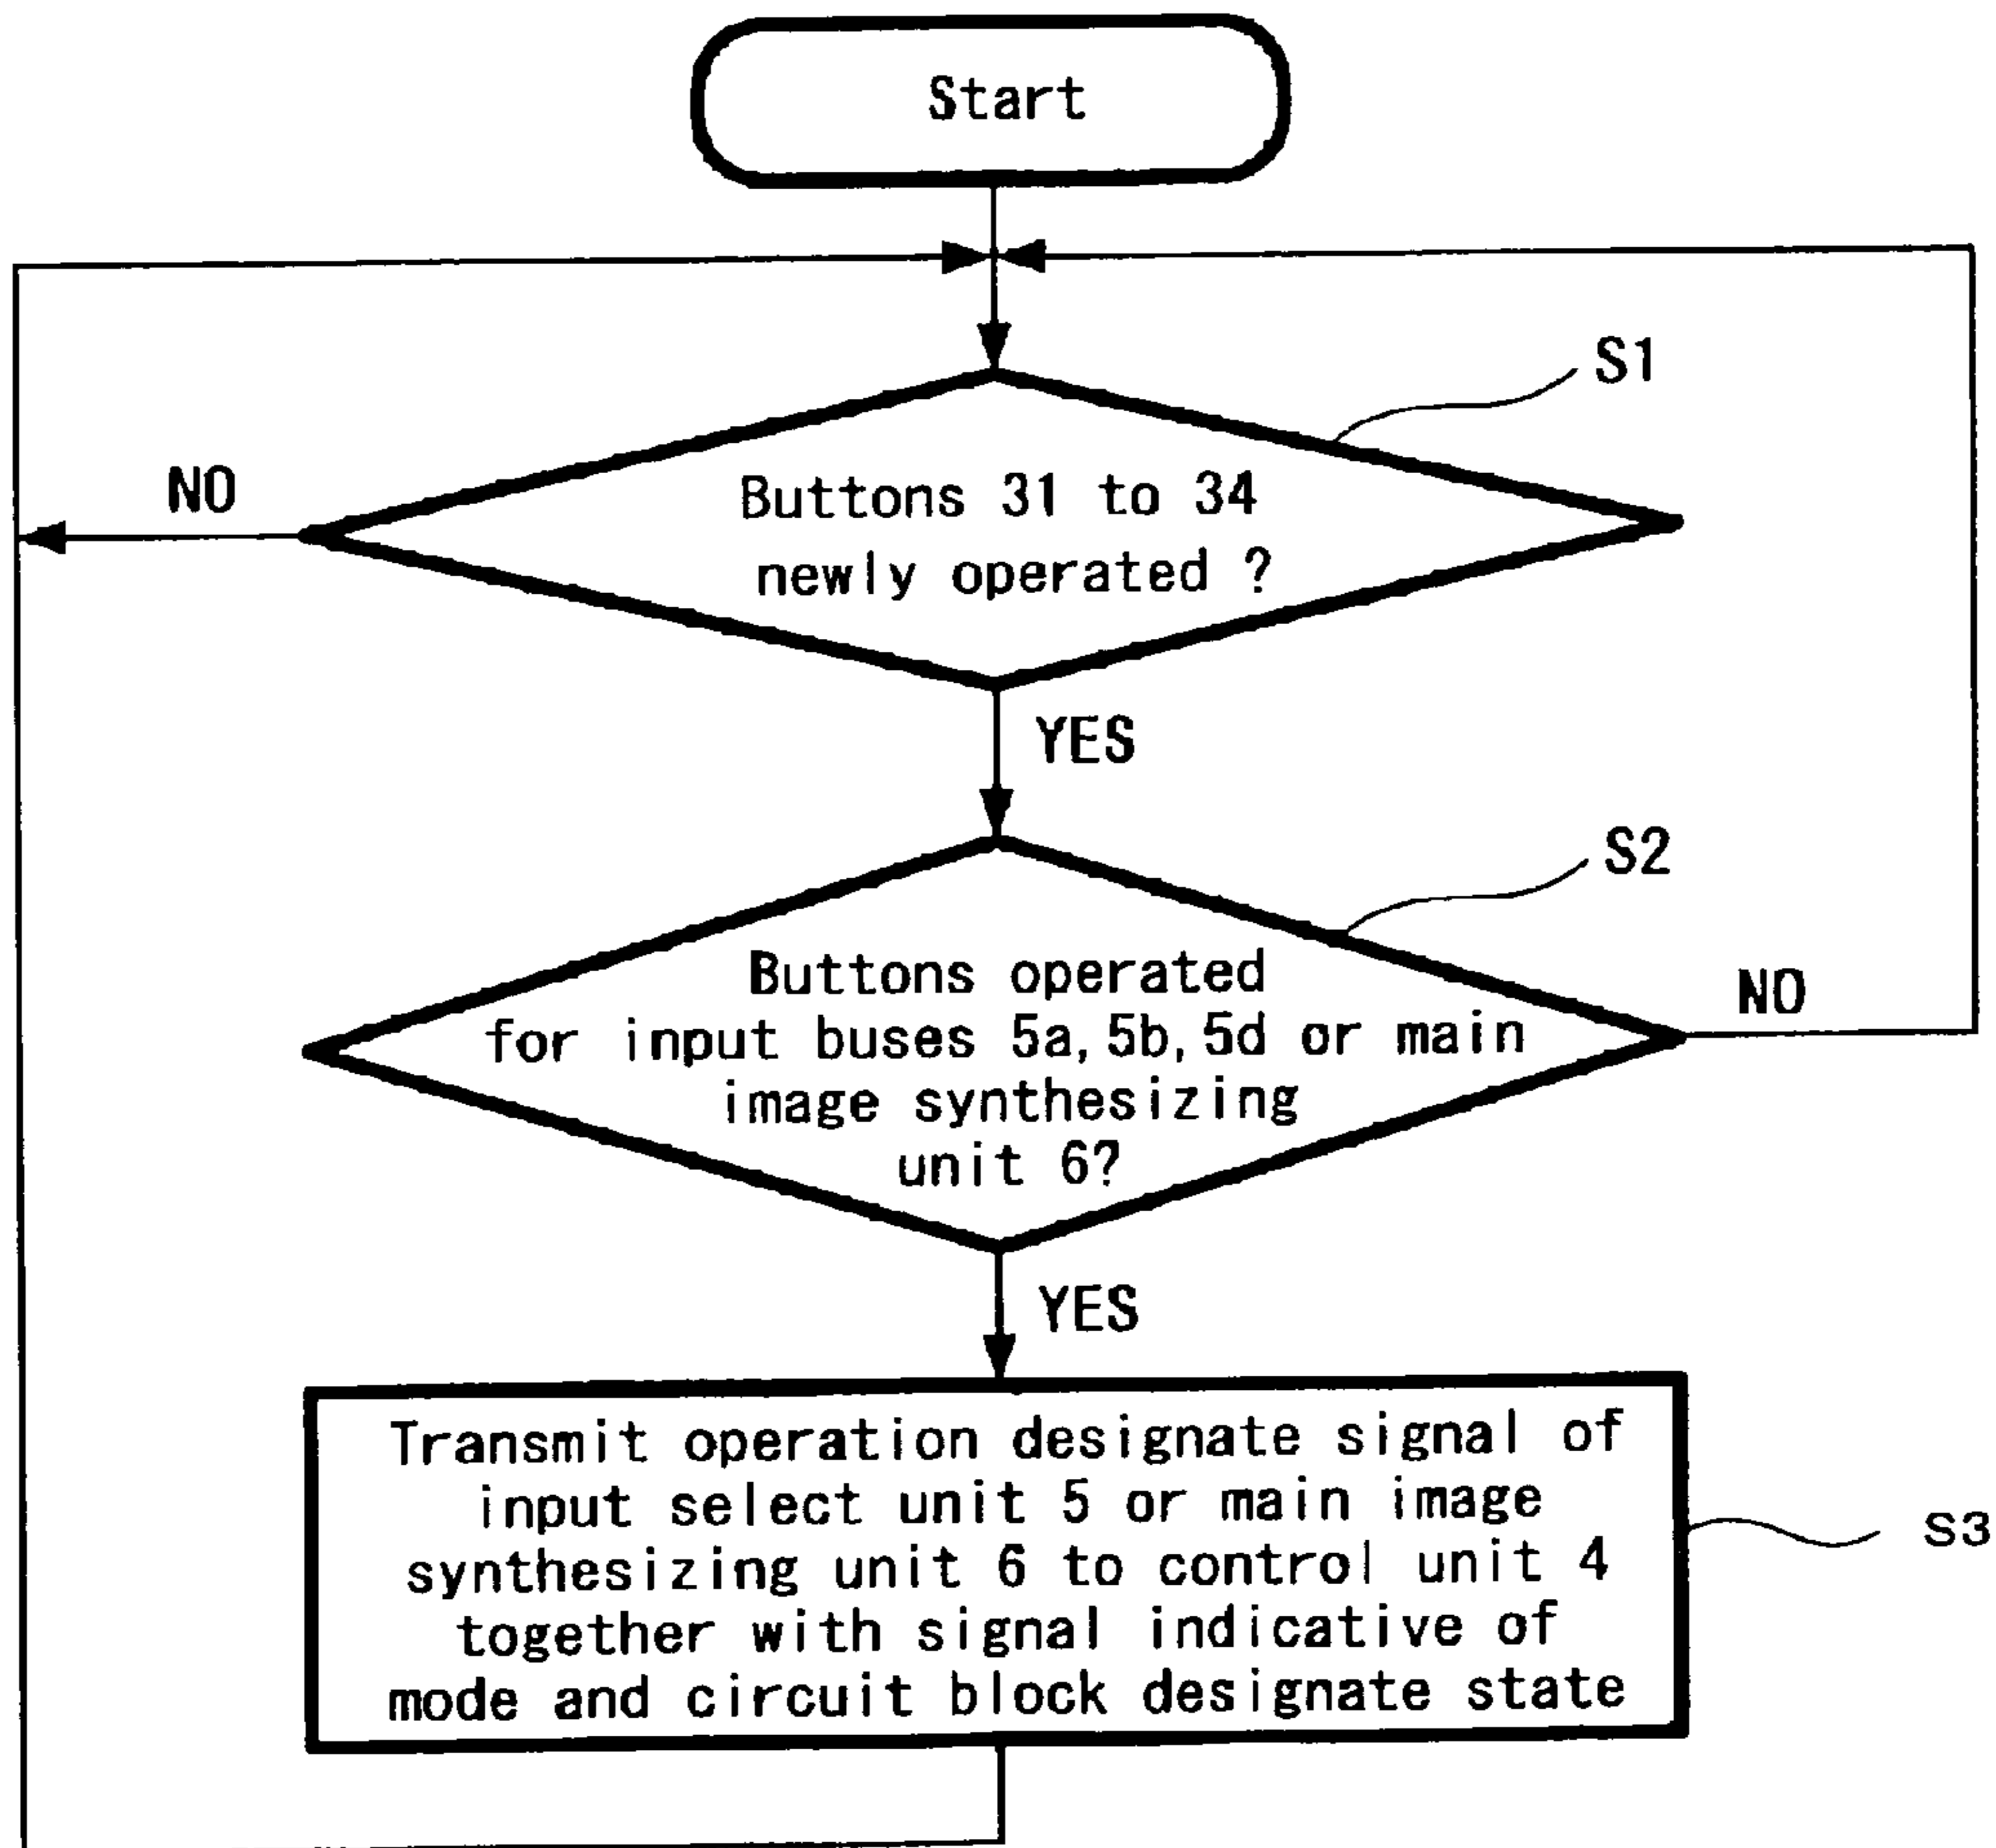 Start
S1
NO
Buttons 31 to 34
newly operated ?
YES
S2
Buttons operated
for input buses 5a, 5b, 5d or main
image synthesizing
unit 6?
NO
YES
Transmit operation designate signal of
input select unit 5 or main image
synthesizing unit 6 to control unit 4
together with signal indicative of
mode and circuit block designate state
S3